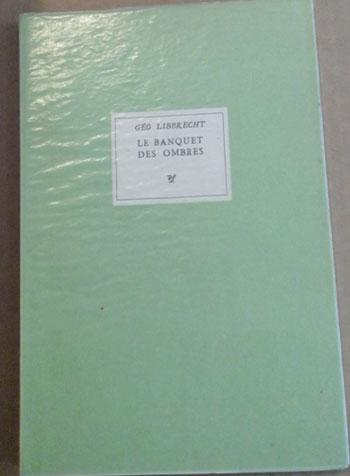 GÉO LIBBRECHT
LE BANQUET
DES OMBRES